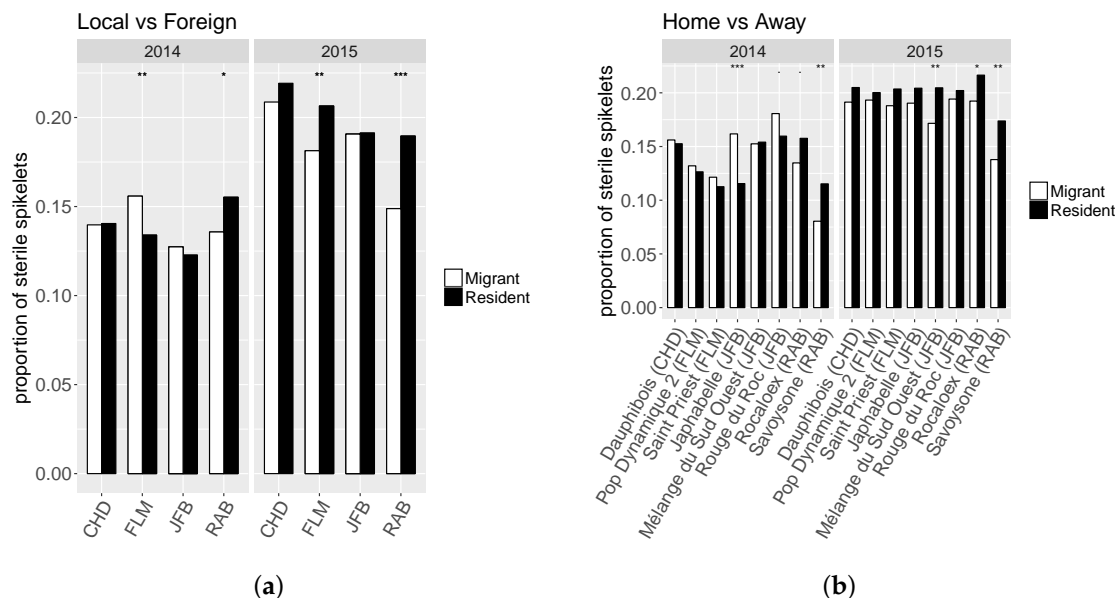 Local vs Foreign
2014
2015
** * ** ***
proportion of sterile spikelets
0.20
0.15
0.10
0.05
0.00
CHD FLM JFB RAB CHD FLM JFB RAB
Migrant
Resident
(a)
Home vs Away
2014
2015
*** . . ** ** * **
proportion of sterile spikelets
0.20
0.15
0.10
0.05
0.00
Dauphibois (CHD)
Pop Dynamique 2 (FLM)
Saint Priest (FLM)
Japhabelle (JFB)
Mélange du Sud Ouest (JFB)
Rouge du Roc (JFB)
Rocaloex (RAB)
Savoysone (RAB)
Dauphibois (CHD)
Pop Dynamique 2 (FLM)
Saint Priest (FLM)
Japhabelle (JFB)
Mélange du Sud Ouest (JFB)
Rouge du Roc (JFB)
Rocaloex (RAB)
Savoysone (RAB)
Migrant
Resident
(b)